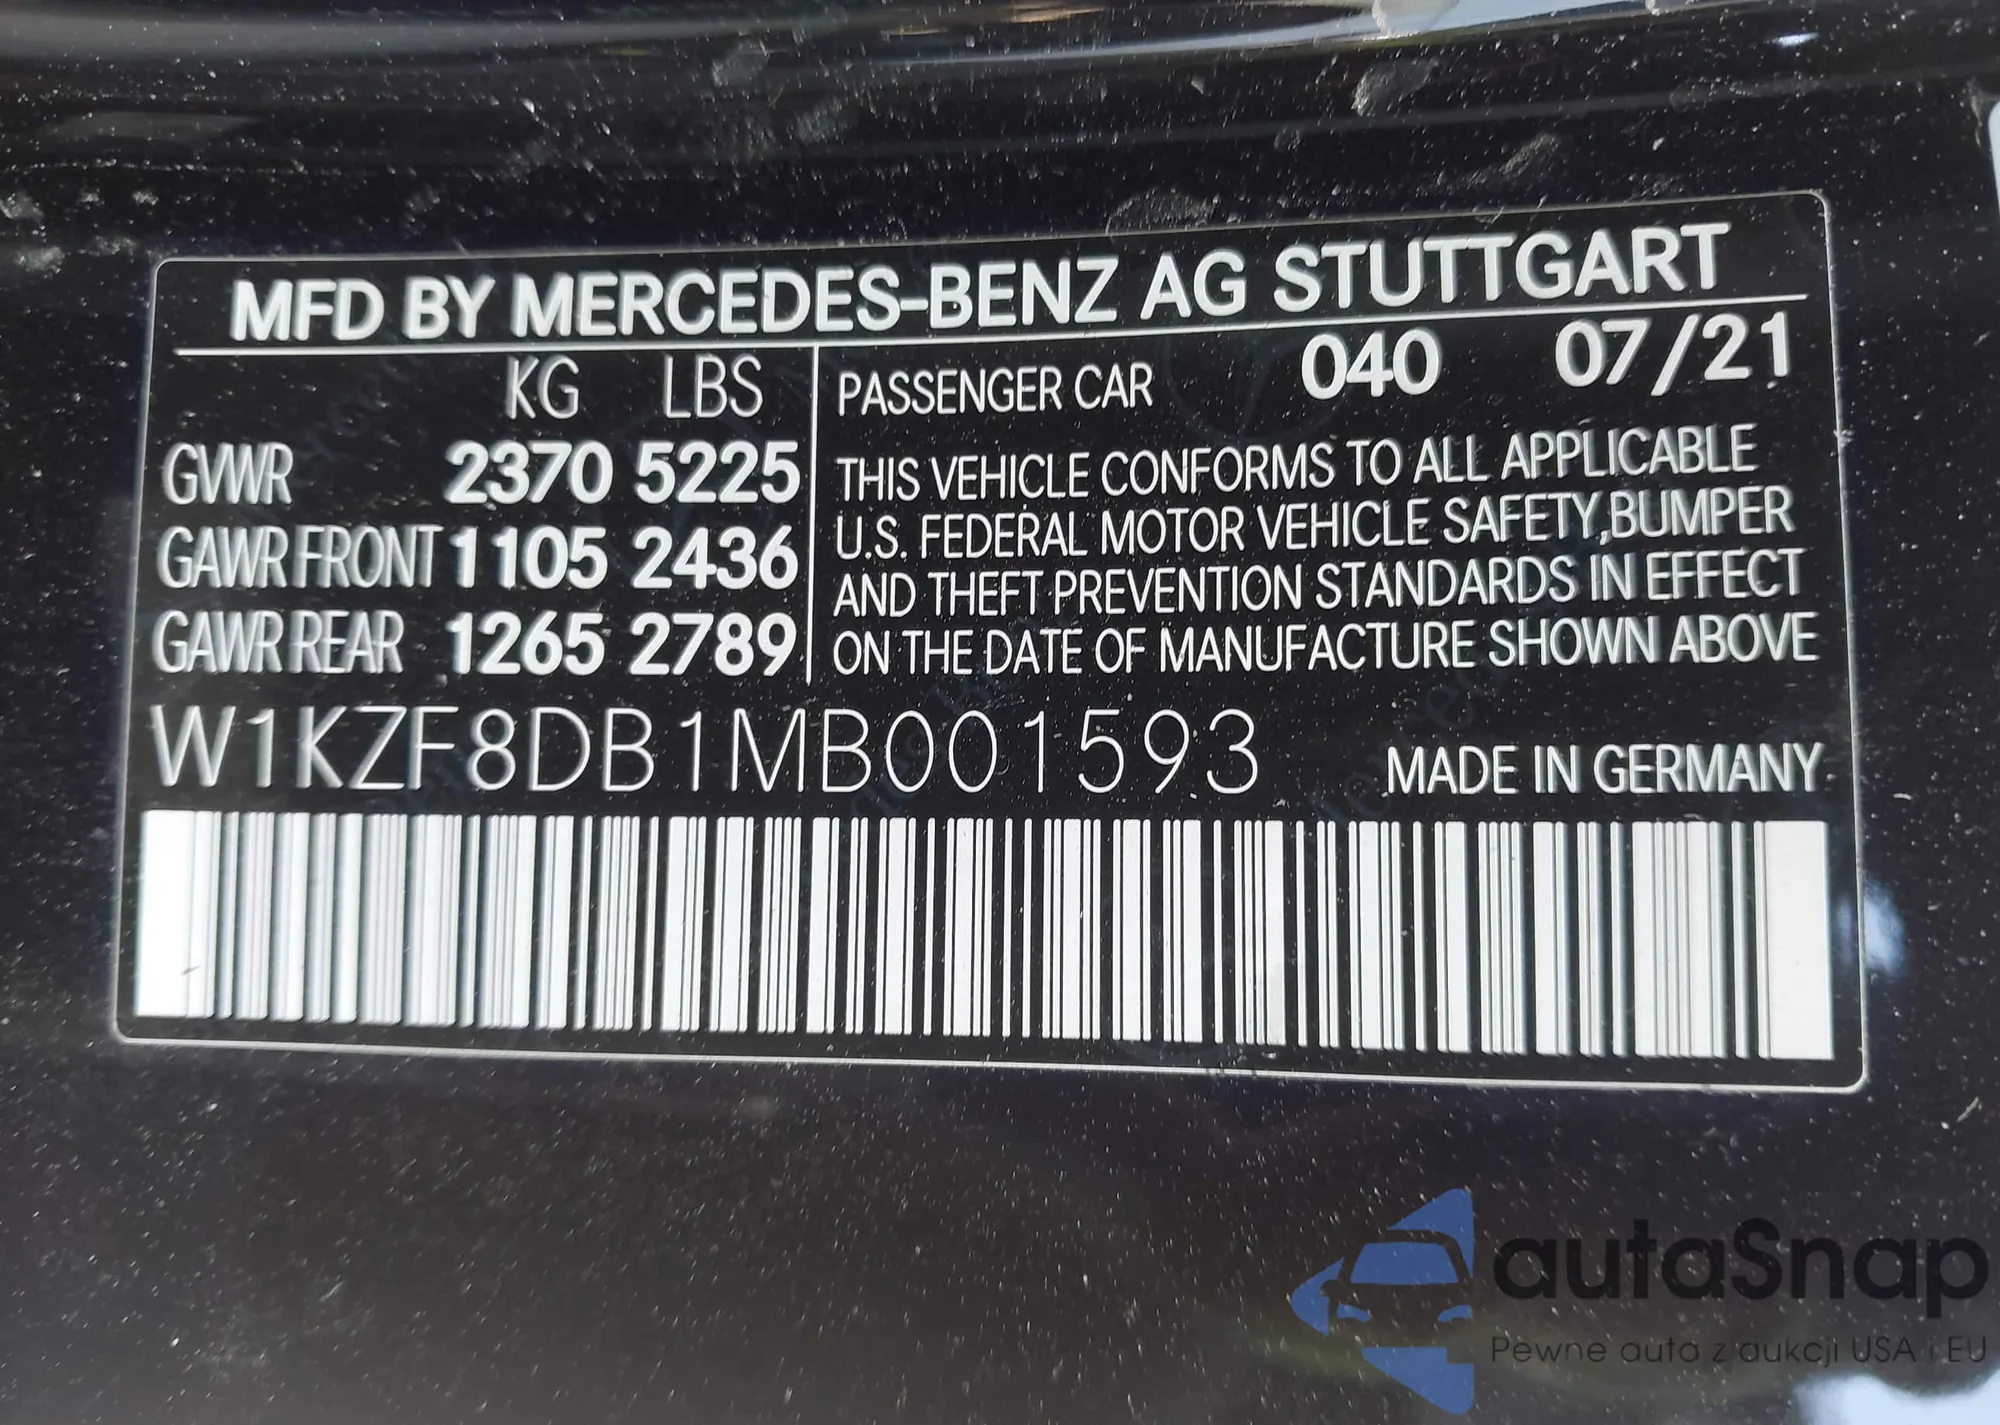 MFD BY MERCEDES-BENZ AG STUTTGART
KG LBS
GVWR 2370 5225
GAWR FRONT 1105 2436
GAWR REAR 1265 2789
PASSENGER CAR 040 07/21
THIS VEHICLE CONFORMS TO ALL APPLICABLE
U.S. FEDERAL MOTOR VEHICLE SAFETY,BUMPER
AND THEFT PREVENTION STANDARDS IN EFFECT
ON THE DATE OF MANUFACTURE SHOWN ABOVE
W1KZF8DB1MB001593
MADE IN GERMANY
autaSnap
Pewne auta z aukcji USA i EU